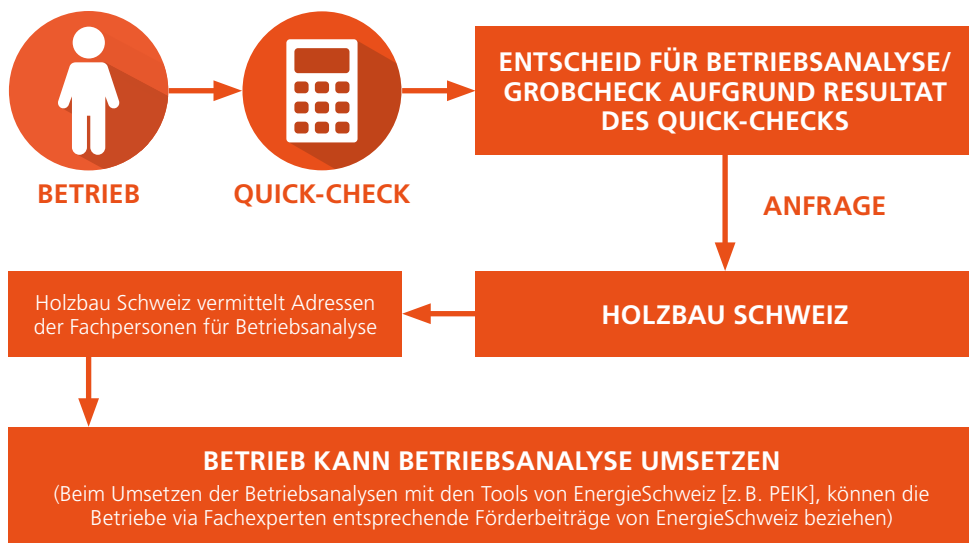 BETRIEB
QUICK-CHECK
ENTSCHEID FÜR BETRIEBSANALYSE/
GROBCHECK AUFGRUND RESULTAT
DES QUICK-CHECKS
ANFRAGE
HOLZBAU SCHWEIZ
Holzbau Schweiz vermittelt Adressen
der Fachpersonen für Betriebsanalyse
BETRIEB KANN BETRIEBSANALYSE UMSETZEN
(Beim Umsetzen der Betriebsanalysen mit den Tools von EnergieSchweiz [z. B. PEIK], können die
Betriebe via Fachexperten entsprechende Förderbeiträge von EnergieSchweiz beziehen)